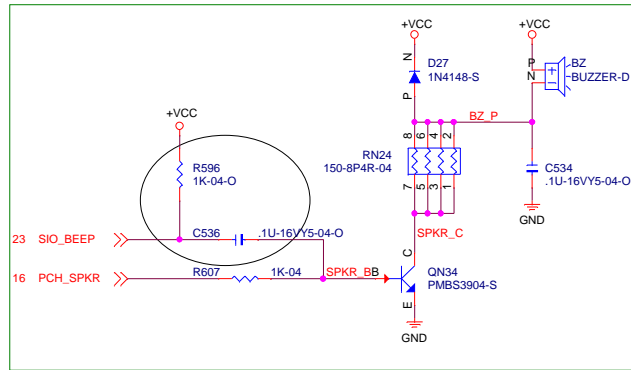 +VCC
+VCC
N
D27
1N4148-S
P
P
N
BZ
BUZZER-D
+VCC
BZ_P
8 6 4 2
RN24
150-8P4R-04
7 5 3 1
R596
1K-04-O
C534
.1U-16VY5-04-O
GND
SPKR_C
23 SIO_BEEP
C536
.1U-16VY5-04-O
C
16 PCH_SPKR
R607
1K-04
SPKR_B
B
QN34
PMBS3904-S
E
GND